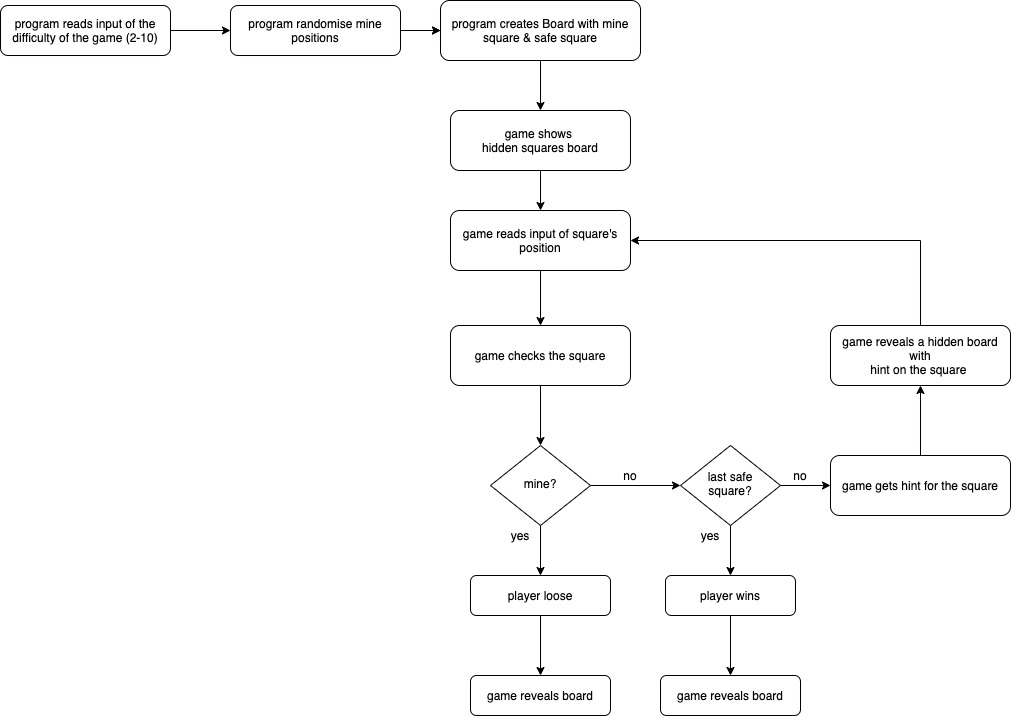 program reads input of the
difficulty of the game (2-10)
program randomise mine
positions
program creates Board with mine
square & safe square
game shows
hidden squares board
game reads input of square's
position
game checks the square
game reveals a hidden board
with
hint on the square
mine?
no
last safe
square?
no
game gets hint for the square
yes
yes
player loose
player wins
game reveals board
game reveals board